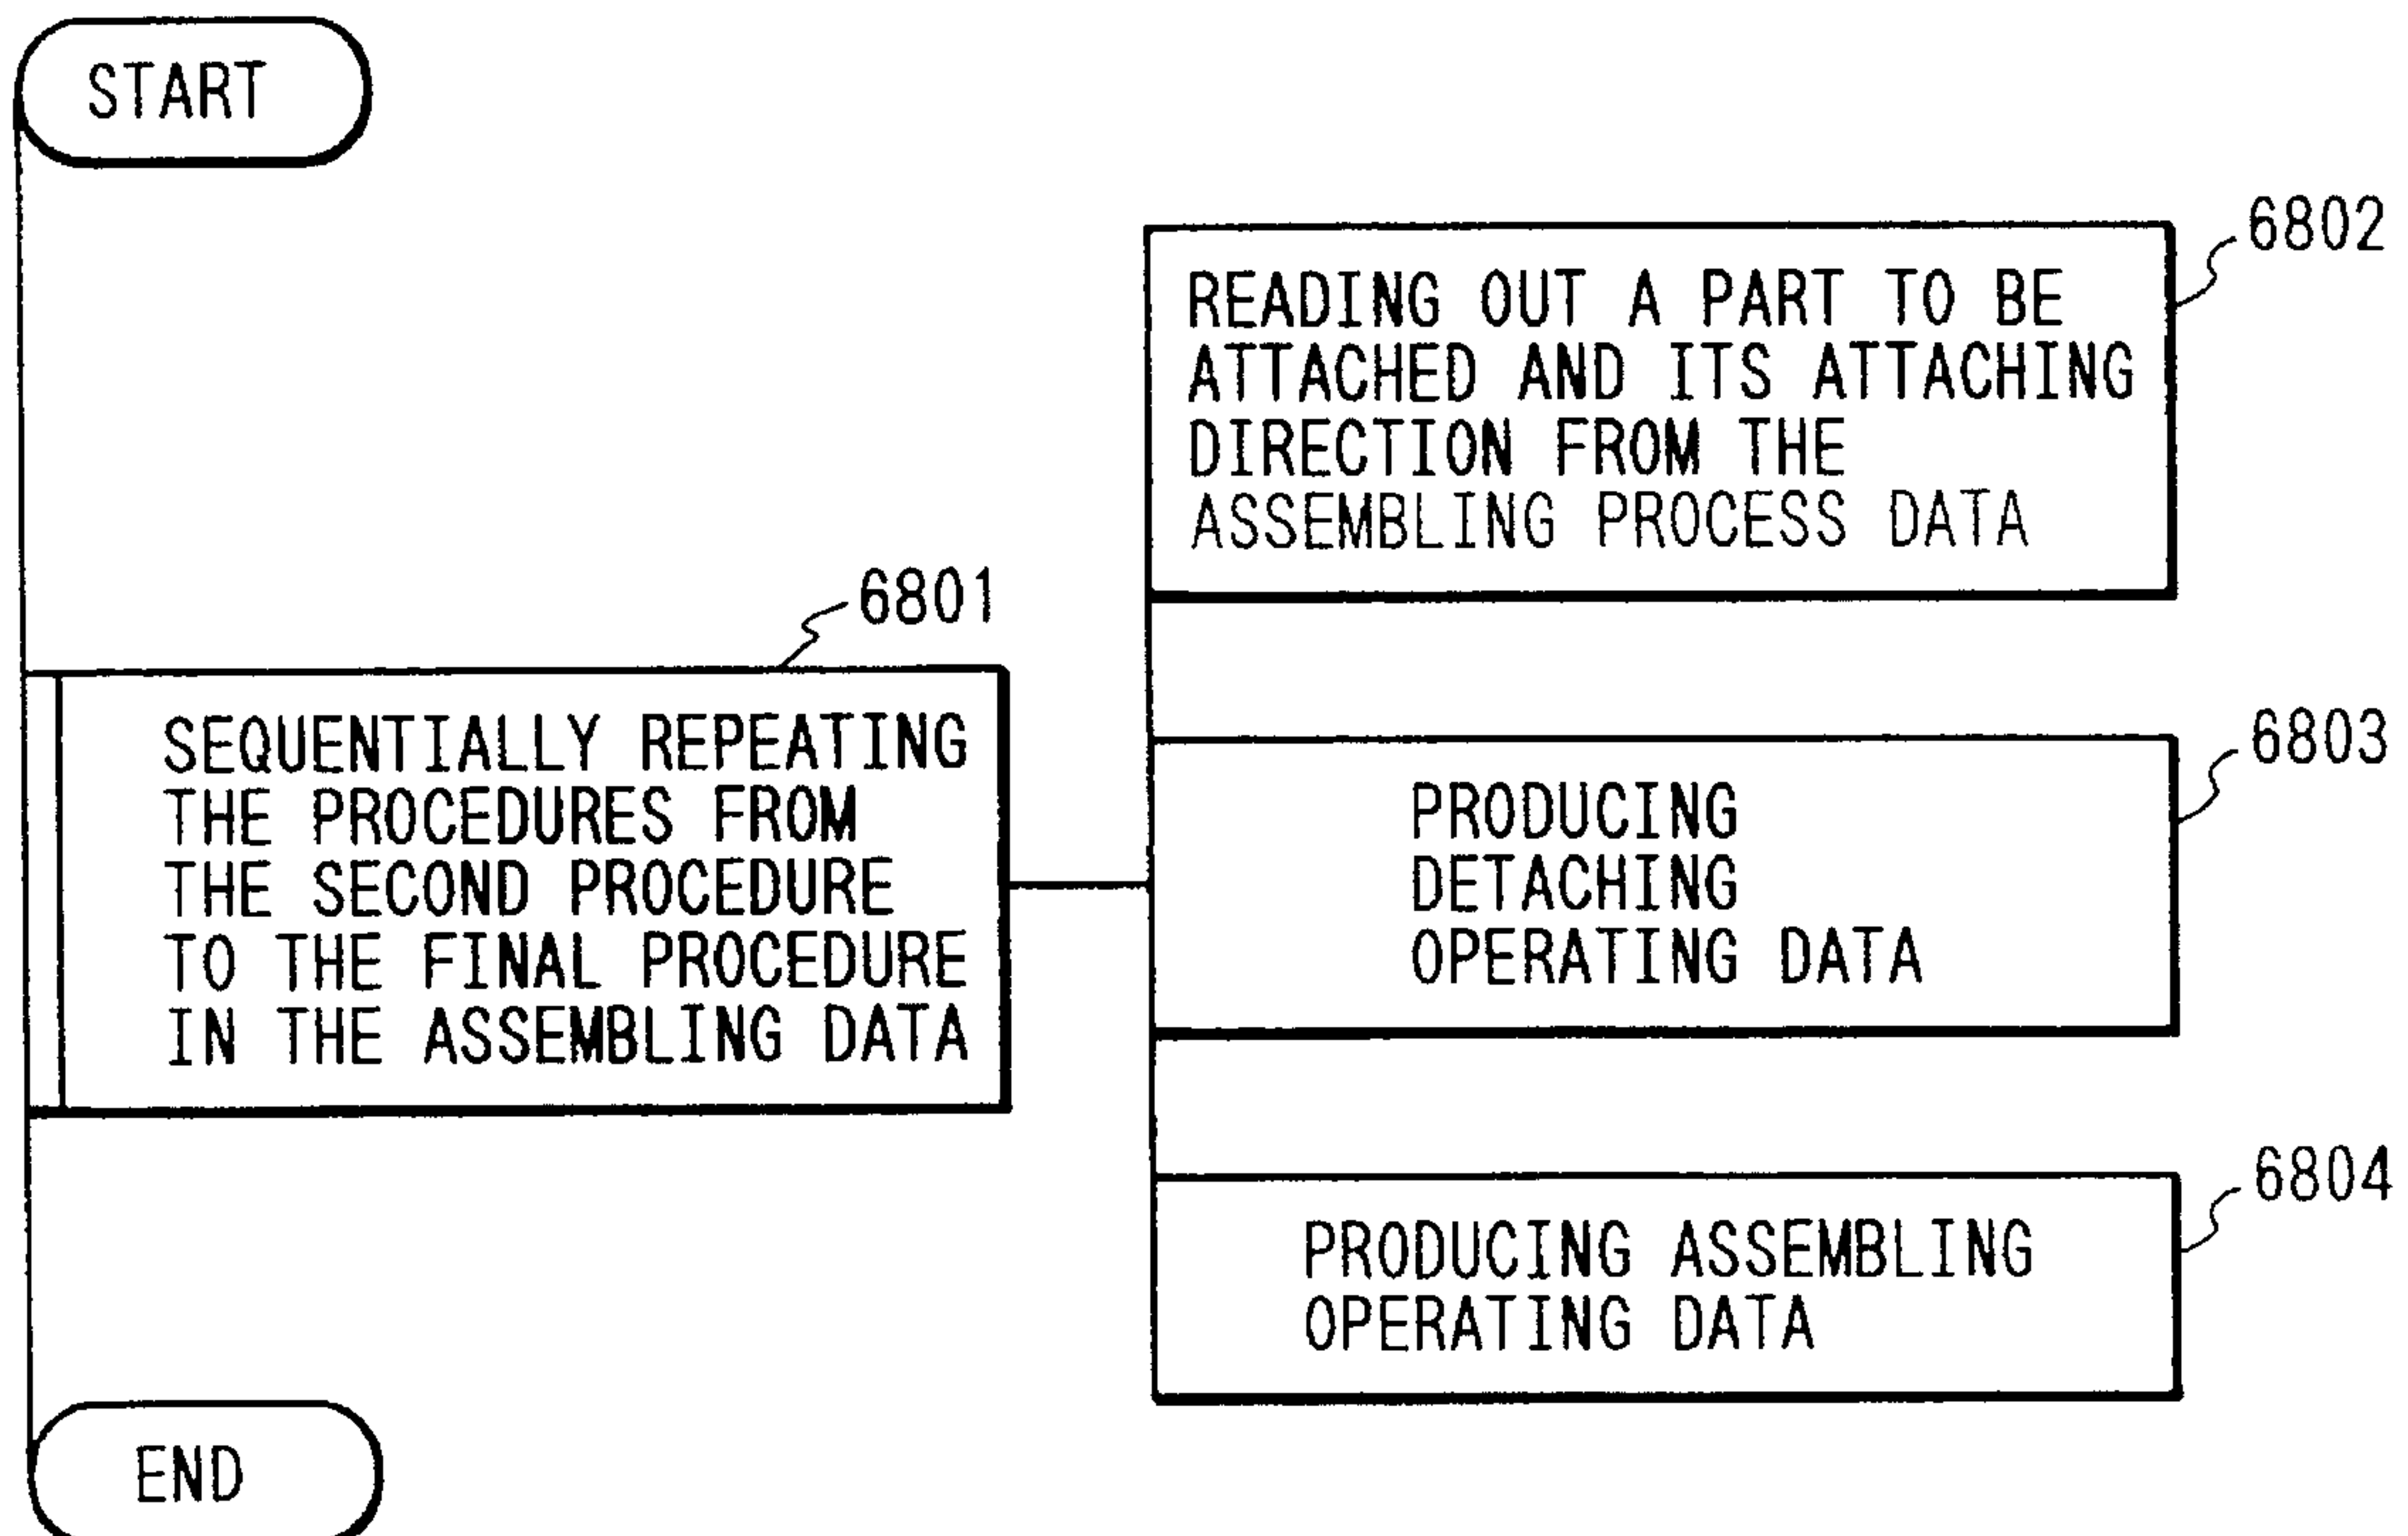 START
6802
READING OUT A PART TO BE
ATTACHED AND ITS ATTACHING
DIRECTION FROM THE
ASSEMBLING PROCESS DATA
6801
SEQUENTIALLY REPEATING
THE PROCEDURES FROM
THE SECOND PROCEDURE
TO THE FINAL PROCEDURE
IN THE ASSEMBLING DATA
6803
PRODUCING
DETACHING
OPERATING DATA
6804
PRODUCING ASSEMBLING
OPERATING DATA
END